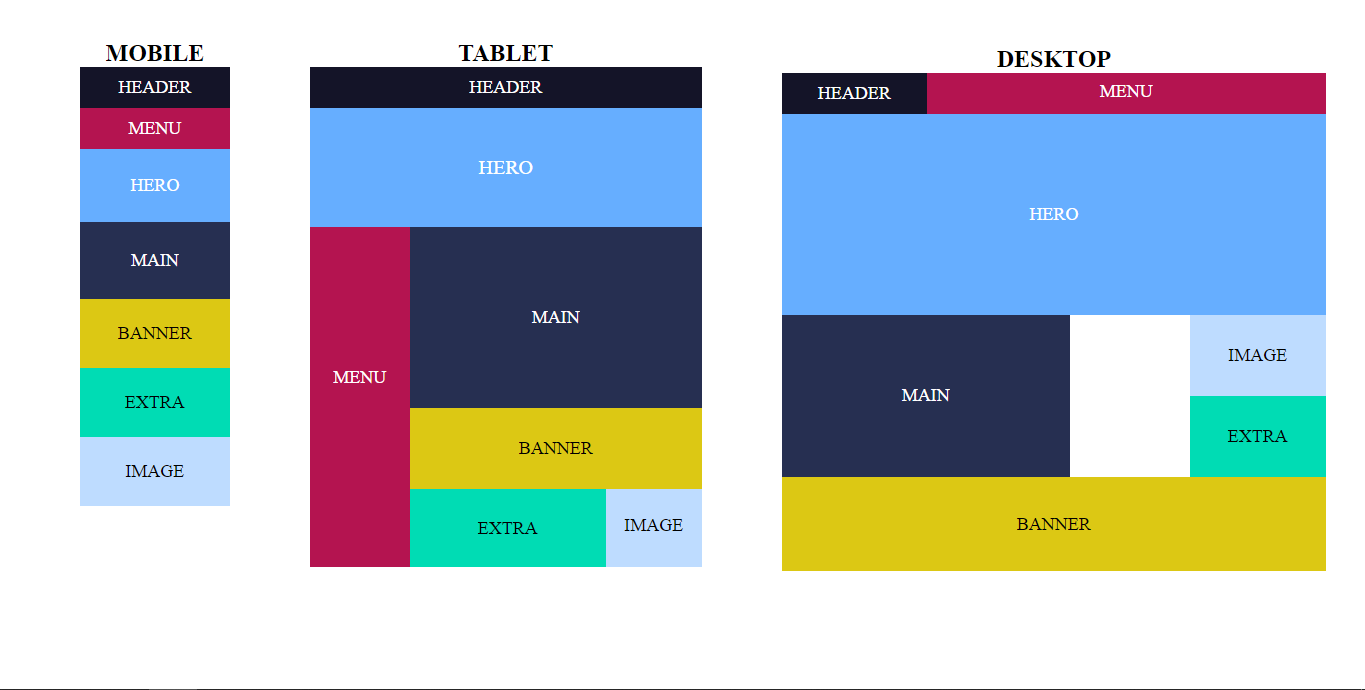 MOBILE
HEADER
MENU
HERO
MAIN
BANNER
EXTRA
IMAGE
TABLET
HEADER
HERO
MENU
MAIN
BANNER
EXTRA
IMAGE
DESKTOP
HEADER
MENU
HERO
MAIN
IMAGE
EXTRA
BANNER